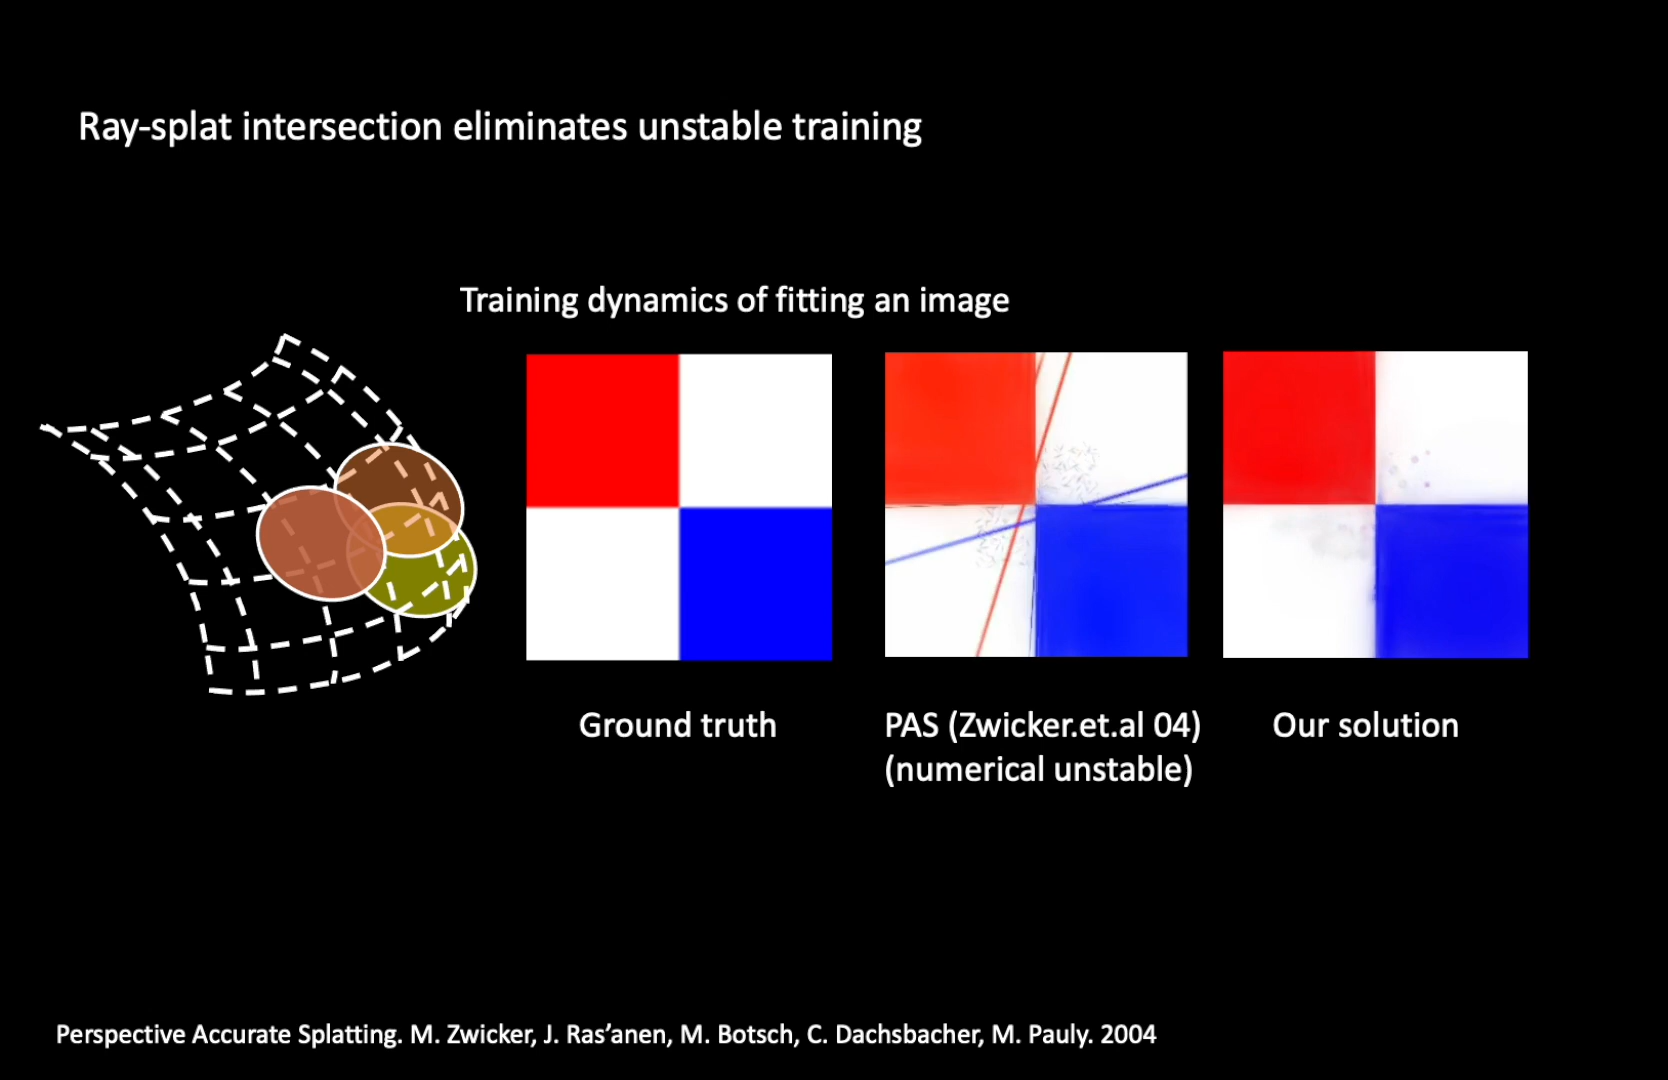 Ray-splat intersection eliminates unstable training
Training dynamics of fitting an image
Ground truth
PAS (Zwicker.et.al 04)
(numerical unstable)
Our solution
Perspective Accurate Splatting. M. Zwicker, J. Ras’anen, M. Botsch, C. Dachsbacher, M. Pauly. 2004